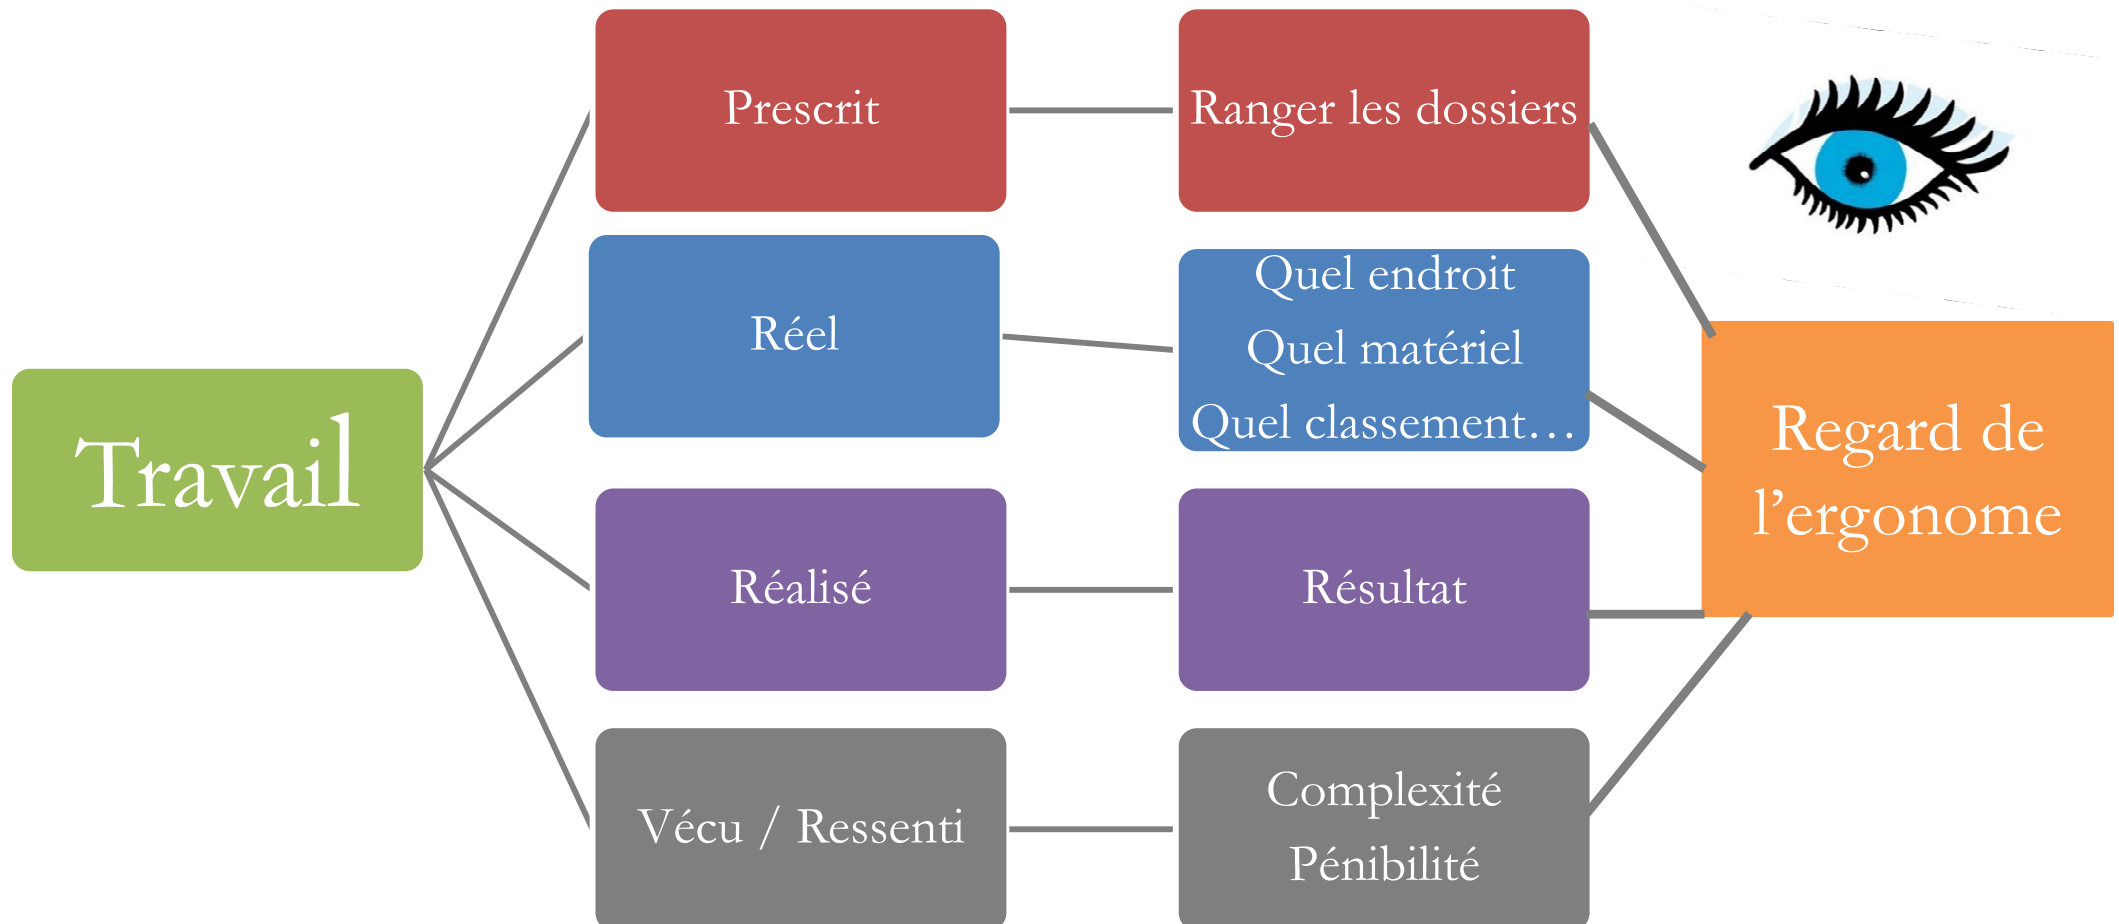 Travail
Prescrit
Ranger les dossiers
Réel
Quel endroit
Quel matériel
Quel classement…
Réalisé
Résultat
Vécu / Ressenti
Complexité
Pénibilité
Regard de
l’ergonome